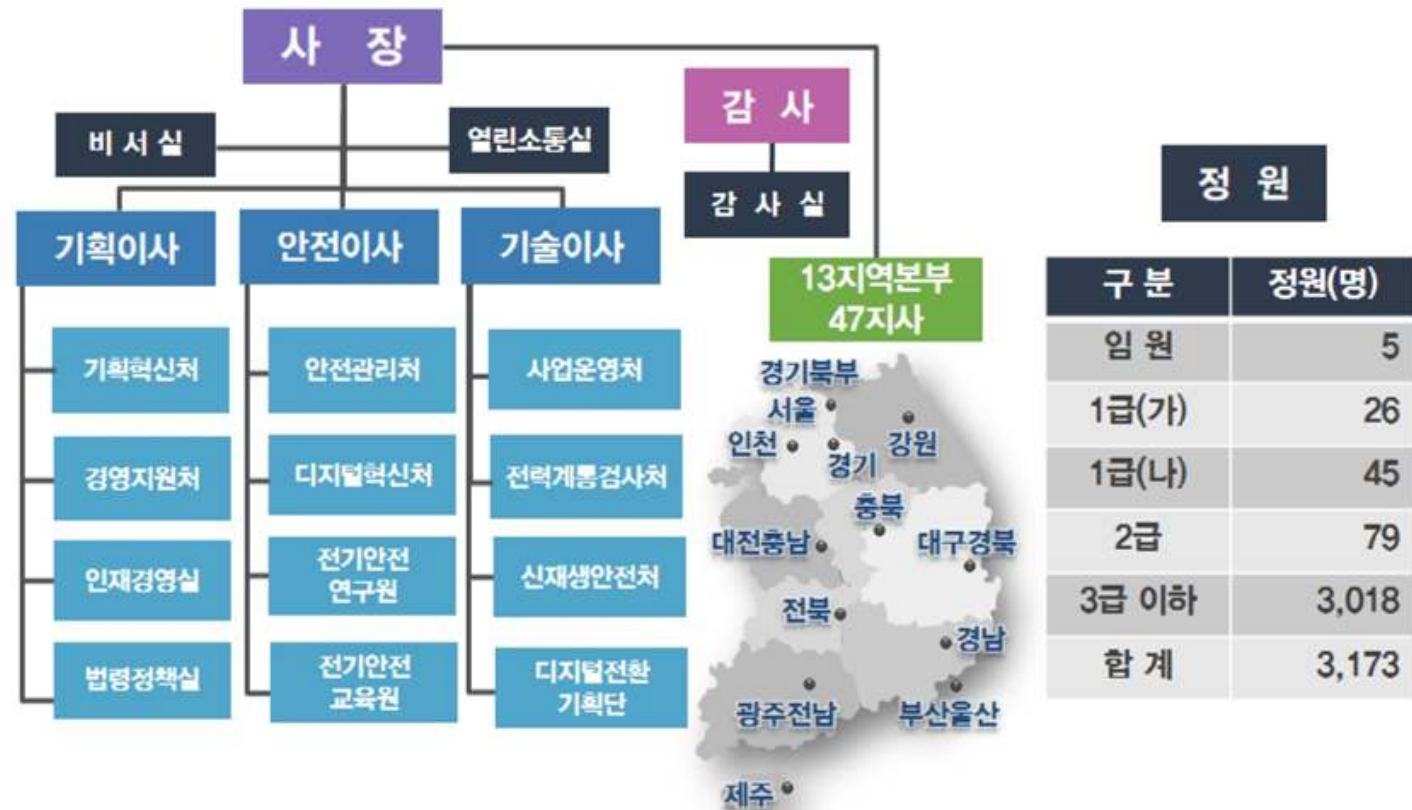 사 장
감 사
비 서 실
열린소통실
감 사 실
기획이사
안전이사
기술이사
13지역본부
47지사
기획혁신처
경영지원처
인재경영실
법령정책실
안전관리처
디지털혁신처
전기안전
연구원
전기안전
교육원
사업운영처
전력계통검사처
신재생안전처
디지털전환
기획단
경기북부
서울
인천
경기
강원
충북
대전충남
대구경북
전북
경남
광주전남
부산울산
제주
정 원
구 분 정원(명)
임 원 5
1급(가) 26
1급(나) 45
2급 79
3급 이하 3,018
합 계 3,173